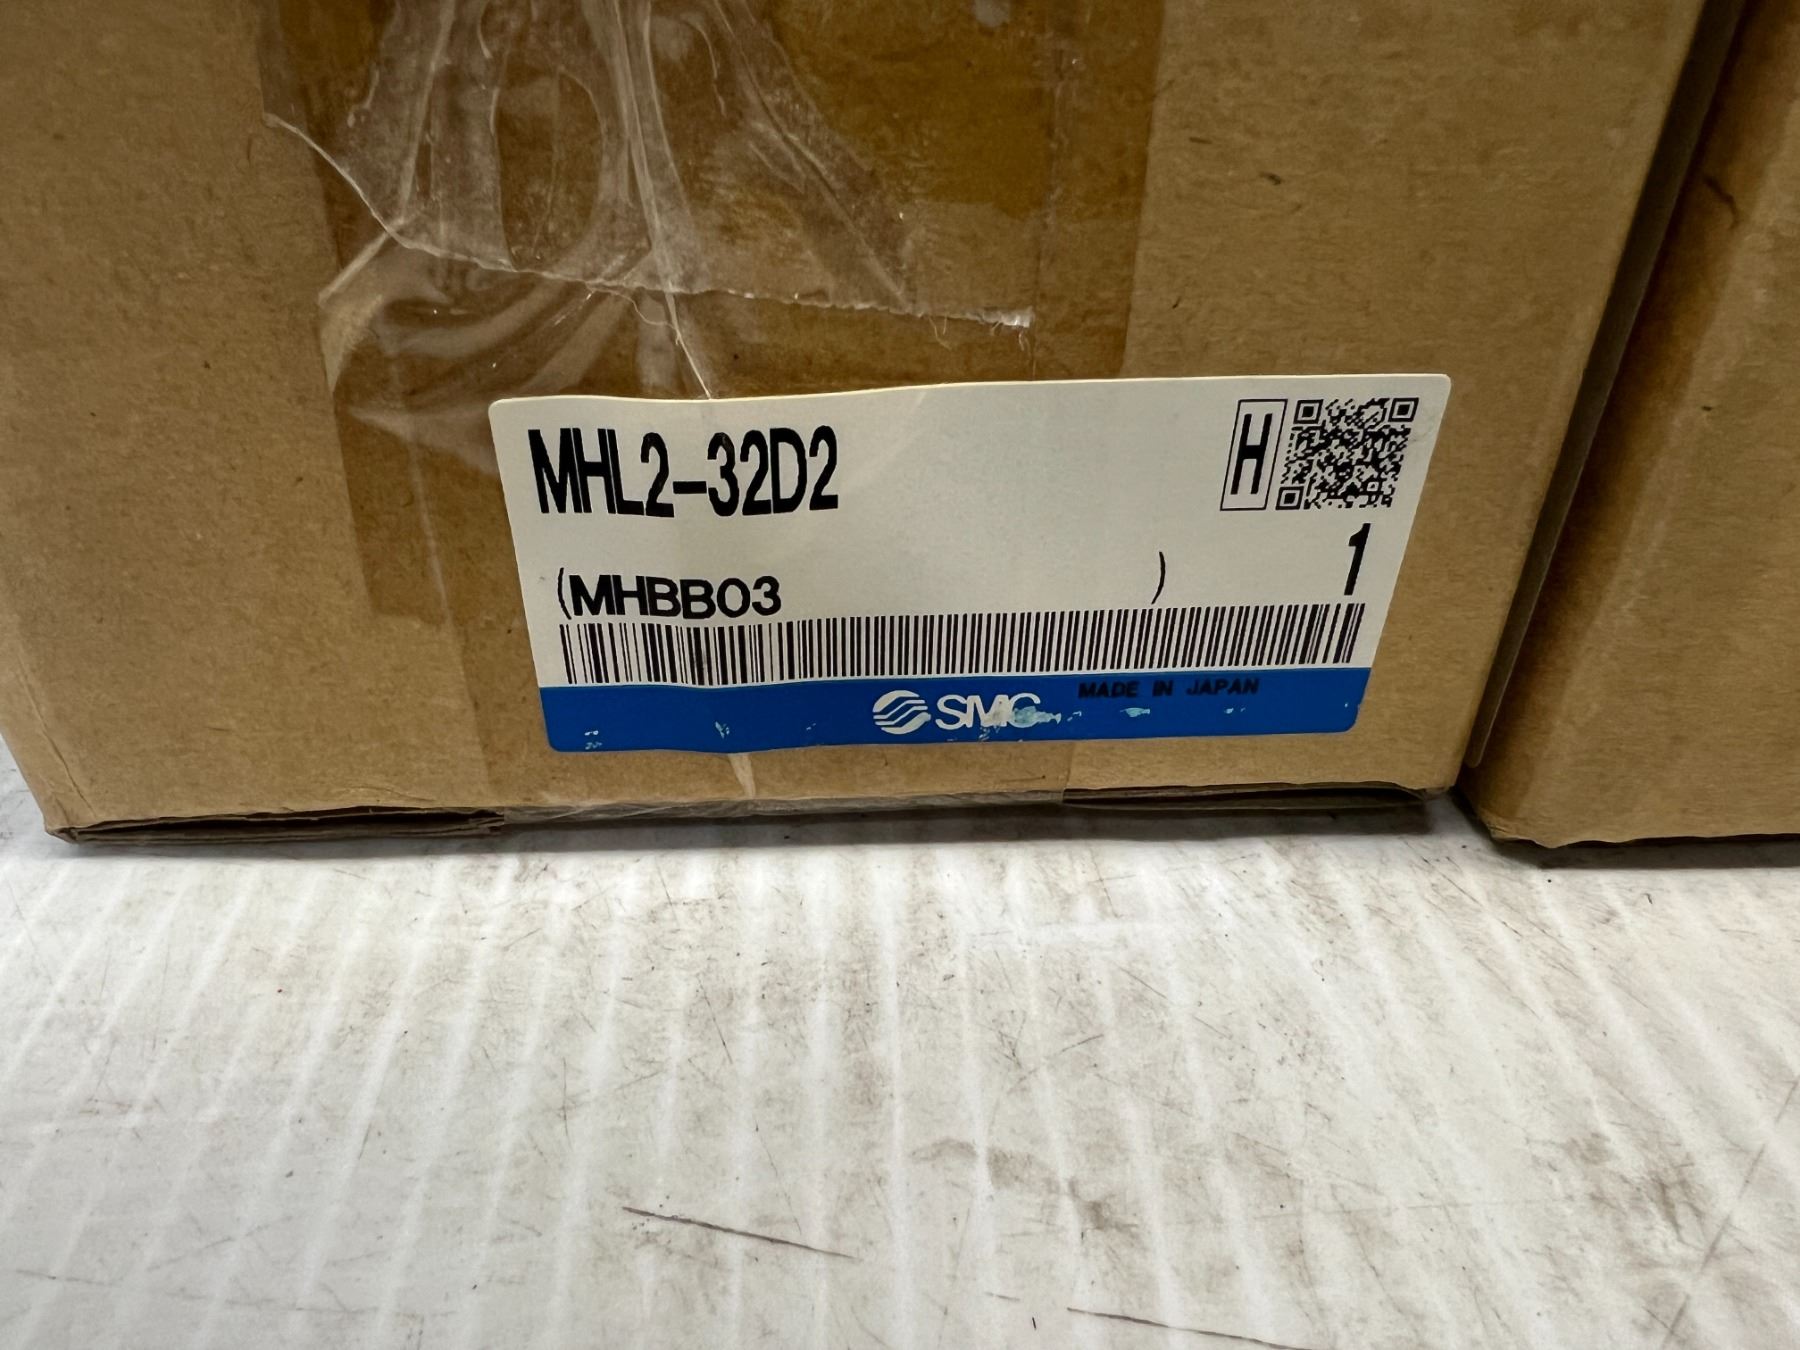 MHL2-32D2
H
1
(MHBB03 )
SMC MADE IN JAPAN